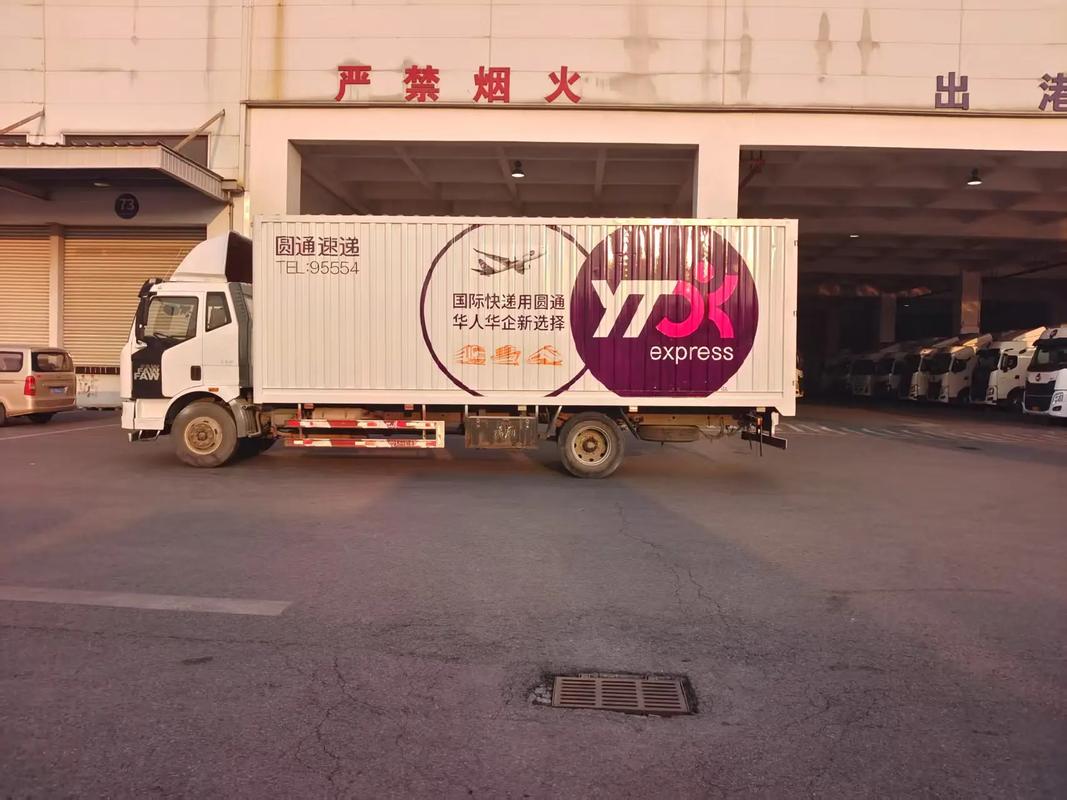 严禁烟火
出港
73
圆通速递
TEL:95554
国际快递用圆通
华人华企新选择
YTO
express
FAW
FAW